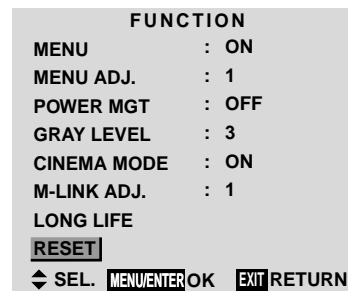 FUNCTION
MENU : ON
MENU ADJ. : 1
POWER MGT : OFF
GRAY LEVEL : 3
CINEMA MODE : ON
M-LINK ADJ. : 1
LONG LIFE
RESET
SEL. MENU/ENTER OK EXIT RETURN